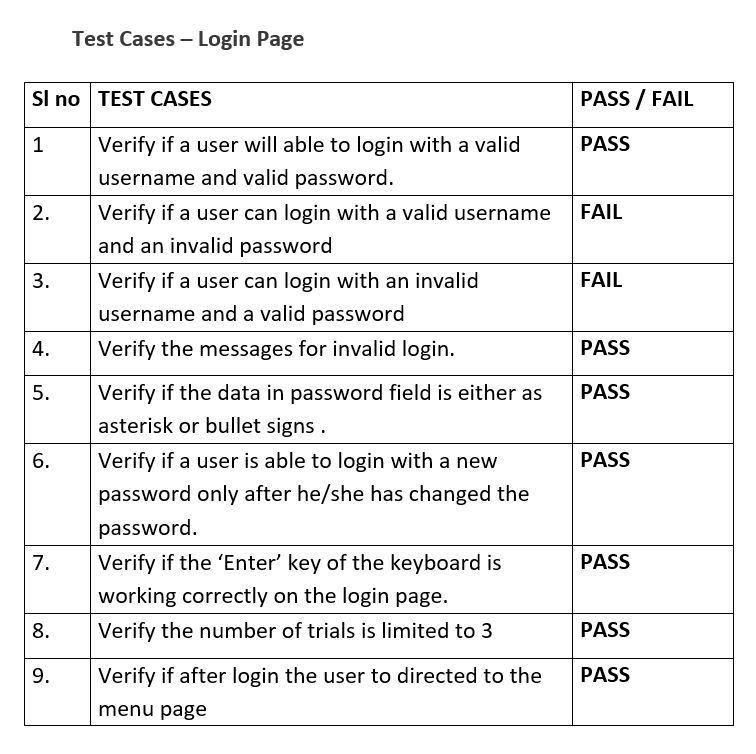 Test Cases – Login Page
Sl no TEST CASES PASS / FAIL
1 Verify if a user will able to login with a valid PASS
username and valid password.
2. Verify if a user can login with a valid username FAIL
and an invalid password
3. Verify if a user can login with an invalid FAIL
username and a valid password
4. Verify the messages for invalid login. PASS
5. Verify if the data in password field is either as PASS
asterisk or bullet signs .
6. Verify if a user is able to login with a new PASS
password only after he/she has changed the
password.
7. Verify if the ‘Enter’ key of the keyboard is PASS
working correctly on the login page.
8. Verify the number of trials is limited to 3 PASS
9. Verify if after login the user to directed to the PASS
menu page